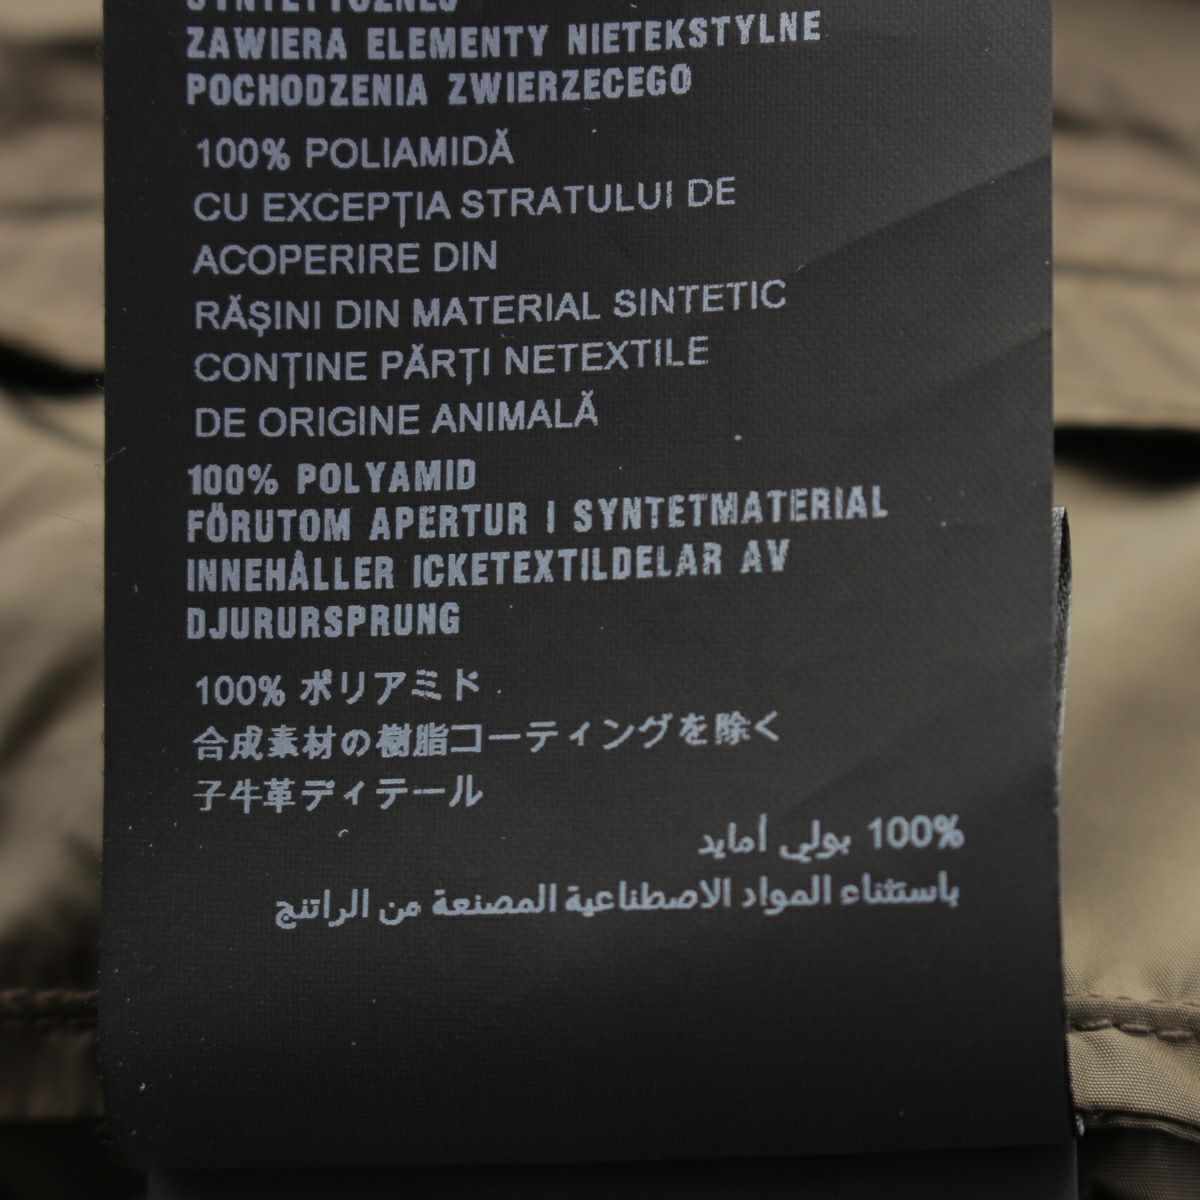 SYNTETYCZNEJ
ZAWIERA ELEMENTY NIETEKSTYLNE
POCHODZENIA ZWIERZECEGO
100% POLIAMIDĂ
CU EXCEPȚIA STRATULUI DE
ACOPERIRE DIN
RĂȘINI DIN MATERIAL SINTETIC
CONȚINE PĂRȚI NETEXTILE
DE ORIGINE ANIMALĂ
100% POLYAMID
FÖRUTOM APERTUR I SYNTETMATERIAL
INNEHÅLLER ICKETEXTILDELAR AV
DJURURSPRUNG
100% ポリアミド
合成素材の樹脂コーティングを除く
子牛革ディテール
100% بولي أمايد
باستثناء المواد الاصطناعية المصنعة من الراتنج